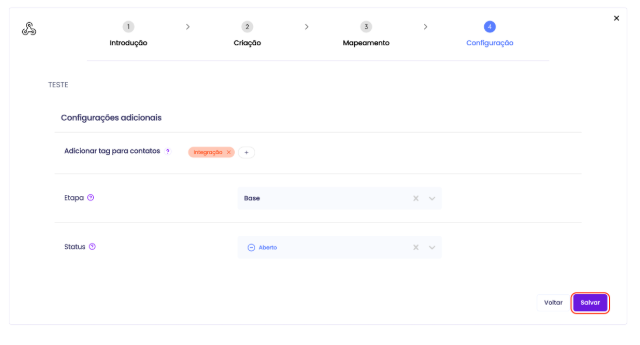 1 > 2 > 3 > 4
Introdução Criação Mapeamento Configuração
TESTE
Configurações adicionais
Adicionar tag para contatos ? Integração × +
Etapa ? Base ×
Status ? Aberto ×
Voltar Salvar